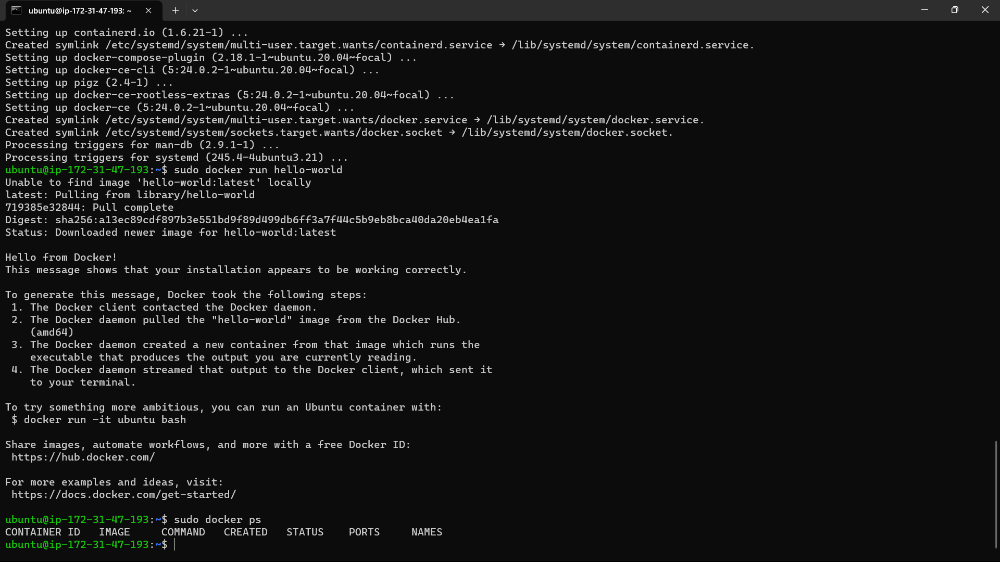 ubuntu@ip-172-31-47-193: ~
Setting up containerd.io (1.6.21-1) ...
Created symlink /etc/systemd/system/multi-user.target.wants/containerd.service → /lib/systemd/system/containerd.service.
Setting up docker-compose-plugin (2.18.1-1~ubuntu.20.04~focal) ...
Setting up docker-ce-cli (5:24.0.2-1~ubuntu.20.04~focal) ...
Setting up pigz (2.4-1) ...
Setting up docker-ce-rootless-extras (5:24.0.2-1~ubuntu.20.04~focal) ...
Setting up docker-ce (5:24.0.2-1~ubuntu.20.04~focal) ...
Created symlink /etc/systemd/system/multi-user.target.wants/docker.service → /lib/systemd/system/docker.service.
Created symlink /etc/systemd/system/sockets.target.wants/docker.socket → /lib/systemd/system/docker.socket.
Processing triggers for man-db (2.9.1-1) ...
Processing triggers for systemd (245.4-4ubuntu3.21) ...
ubuntu@ip-172-31-47-193:~$ sudo docker run hello-world
Unable to find image 'hello-world:latest' locally
latest: Pulling from library/hello-world
719385e32844: Pull complete
Digest: sha256:a13ec89cdf897b3e551bd9f89d499db6ff3a7f44c5b9eb8bca40da20eb4ea1fa
Status: Downloaded newer image for hello-world:latest
Hello from Docker!
This message shows that your installation appears to be working correctly.
To generate this message, Docker took the following steps:
1. The Docker client contacted the Docker daemon.
2. The Docker daemon pulled the "hello-world" image from the Docker Hub.
(amd64)
3. The Docker daemon created a new container from that image which runs the
executable that produces the output you are currently reading.
4. The Docker daemon streamed that output to the Docker client, which sent it
to your terminal.
To try something more ambitious, you can run an Ubuntu container with:
$ docker run -it ubuntu bash
Share images, automate workflows, and more with a free Docker ID:
https://hub.docker.com/
For more examples and ideas, visit:
https://docs.docker.com/get-started/
ubuntu@ip-172-31-47-193:~$ sudo docker ps
CONTAINER ID   IMAGE     COMMAND   CREATED   STATUS    PORTS     NAMES
ubuntu@ip-172-31-47-193:~$